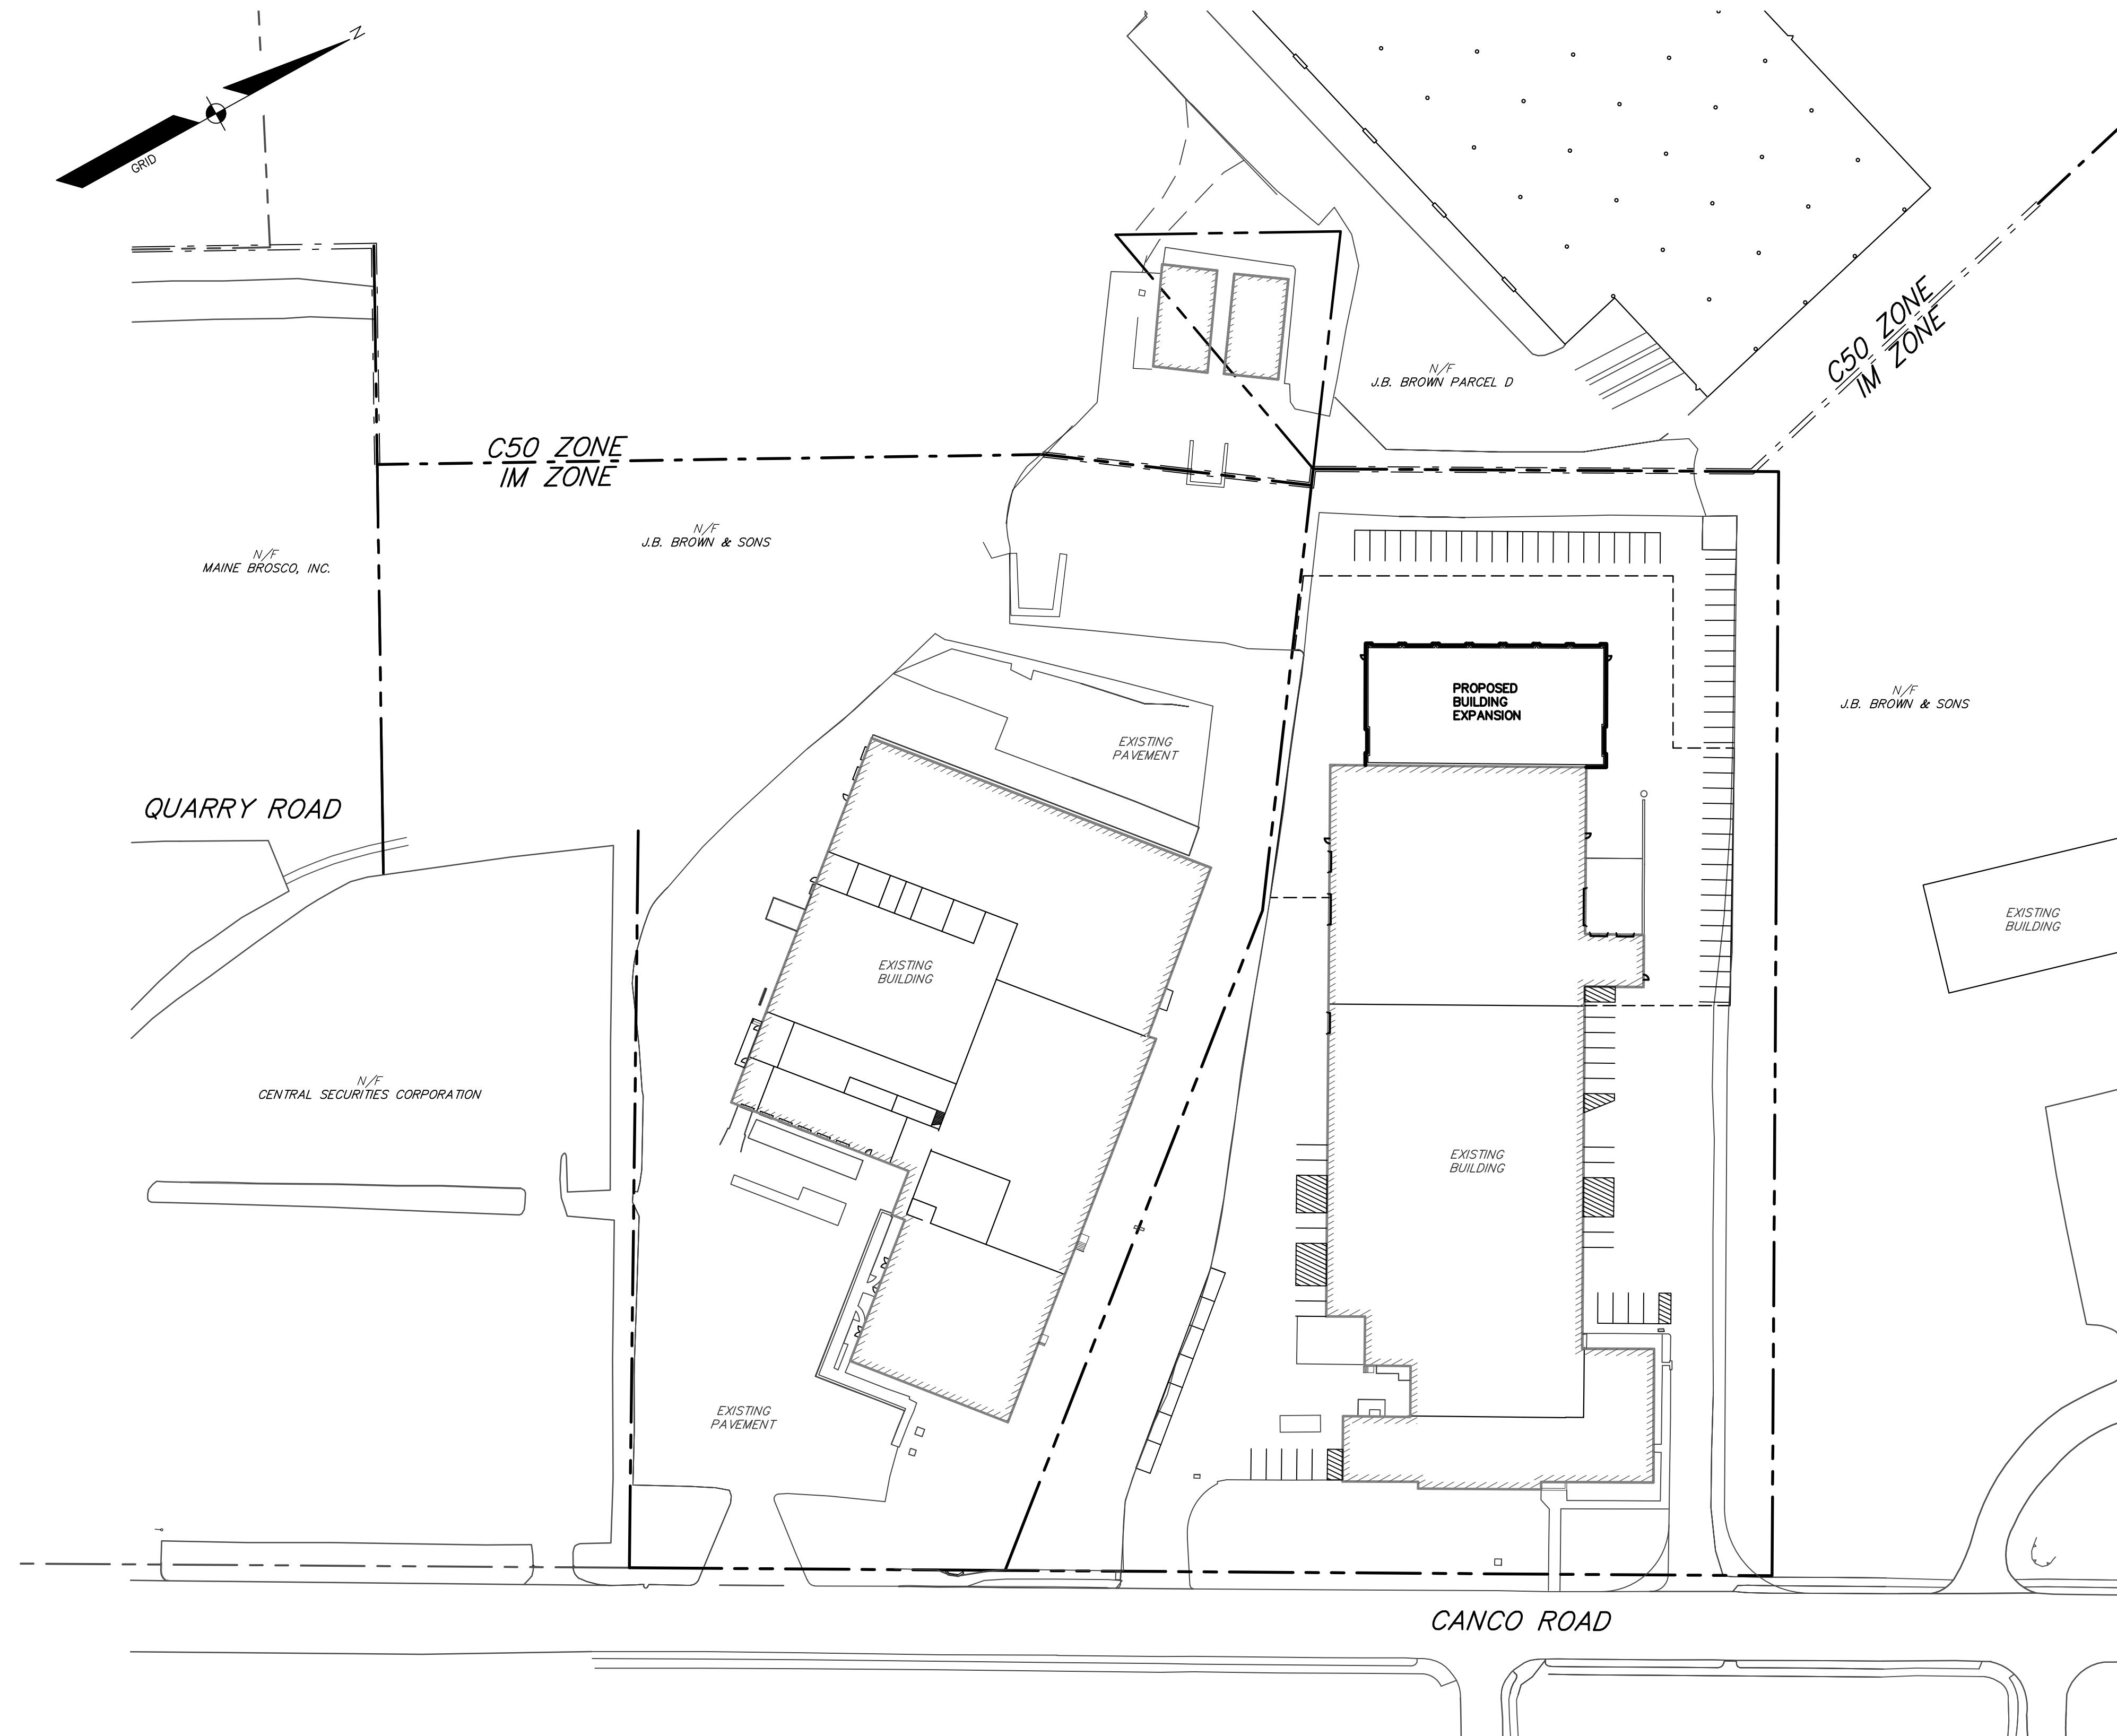 N
GRID
C50 ZONE
IM ZONE
N/F
J.B. BROWN PARCEL D
C50 ZONE
IM ZONE
N/F
MAINE BROSCO, INC.
N/F
J.B. BROWN & SONS
PROPOSED
BUILDING
EXPANSION
N/F
J.B. BROWN & SONS
EXISTING
PAVEMENT
QUARRY ROAD
EXISTING
BUILDING
EXISTING
BUILDING
N/F
CENTRAL SECURITIES CORPORATION
EXISTING
BUILDING
EXISTING
PAVEMENT
CANCO ROAD